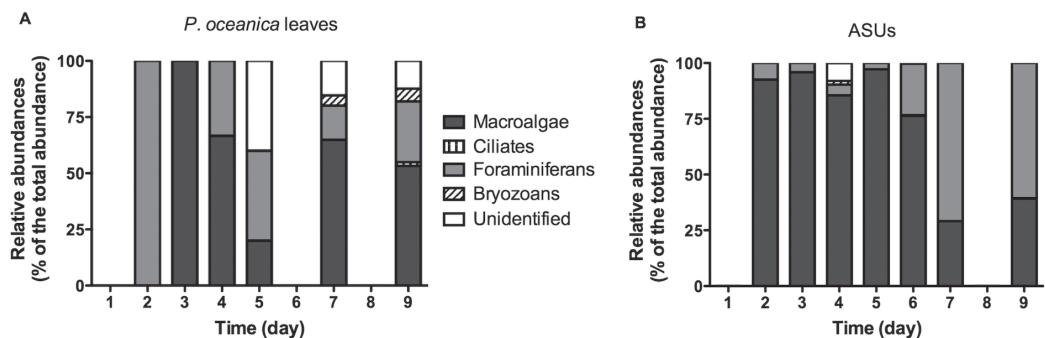 A
P. oceanica leaves
Relative abundances
(% of the total abundance)
100
75
50
25
0
1 2 3 4 5 6 7 8 9
Time (day)
Macroalgae
Ciliates
Foraminiferans
Bryozoans
Unidentified
B
ASUs
Relative abundances
(% of the total abundance)
100
75
50
25
0
1 2 3 4 5 6 7 8 9
Time (day)